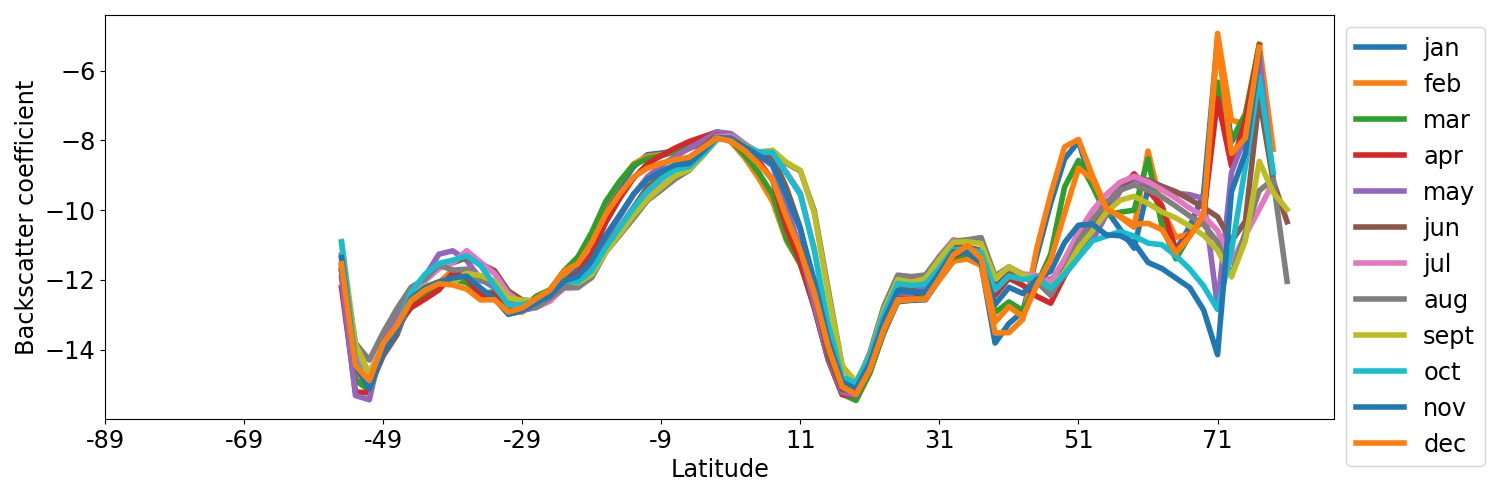 Backscatter coefficient
−6
−8
−10
−12
−14
-89 -69 -49 -29 -9 11 31 51 71
Latitude
jan
feb
mar
apr
may
jun
jul
aug
sept
oct
nov
dec